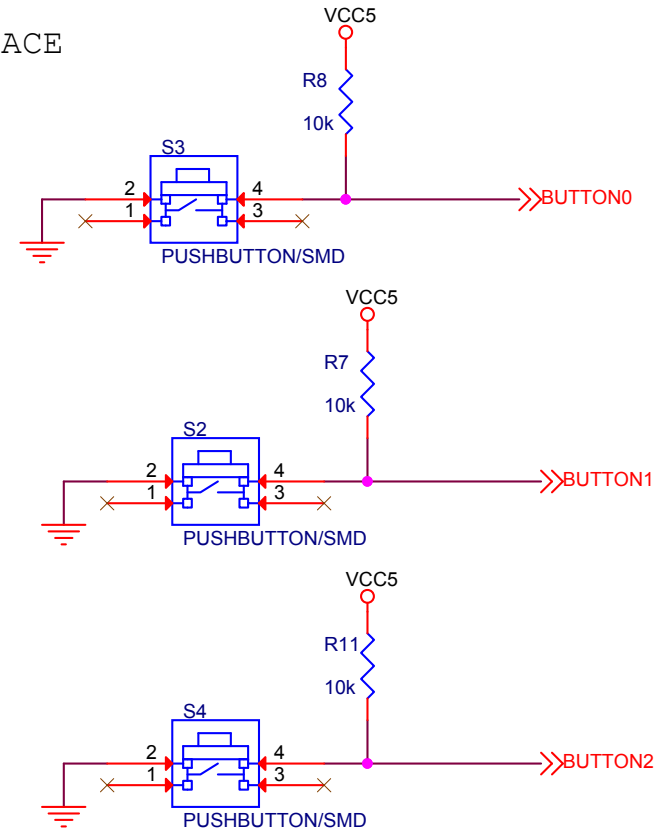 ACE
VCC5
R8
10k
S3
2 4
1 3
BUTTON0
PUSHBUTTON/SMD
VCC5
R7
10k
S2
2 4
1 3
BUTTON1
PUSHBUTTON/SMD
VCC5
R11
10k
S4
2 4
1 3
BUTTON2
PUSHBUTTON/SMD